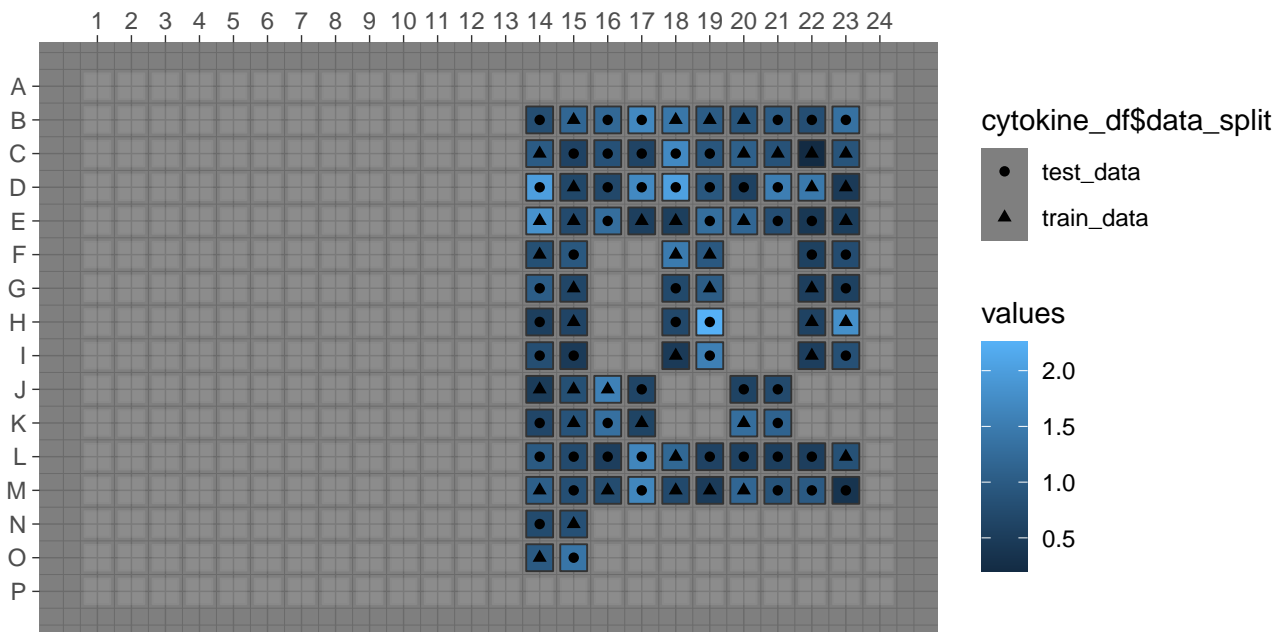 1 2 3 4 5 6 7 8 9 10 11 12 13 14 15 16 17 18 19 20 21 22 23 24
A
B
C
D
E
F
G
H
I
J
K
L
M
N
O
P
cytokine_df$data_split
test_data
train_data
values
2.0
1.5
1.0
0.5